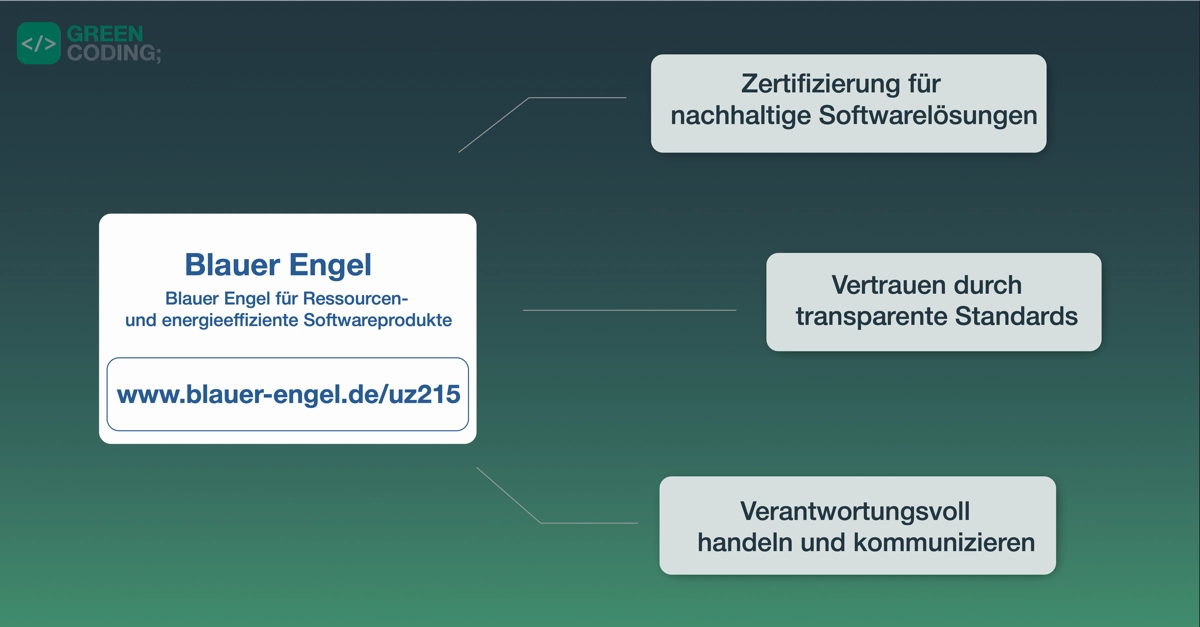 </>
GREEN
CODING;
Zertifizierung für
nachhaltige Softwarelösungen
Blauer Engel
Blauer Engel für Ressourcen-
und energieeffiziente Softwareprodukte
www.blauer-engel.de/uz215
Vertrauen durch
transparente Standards
Verantwortungsvoll
handeln und kommunizieren